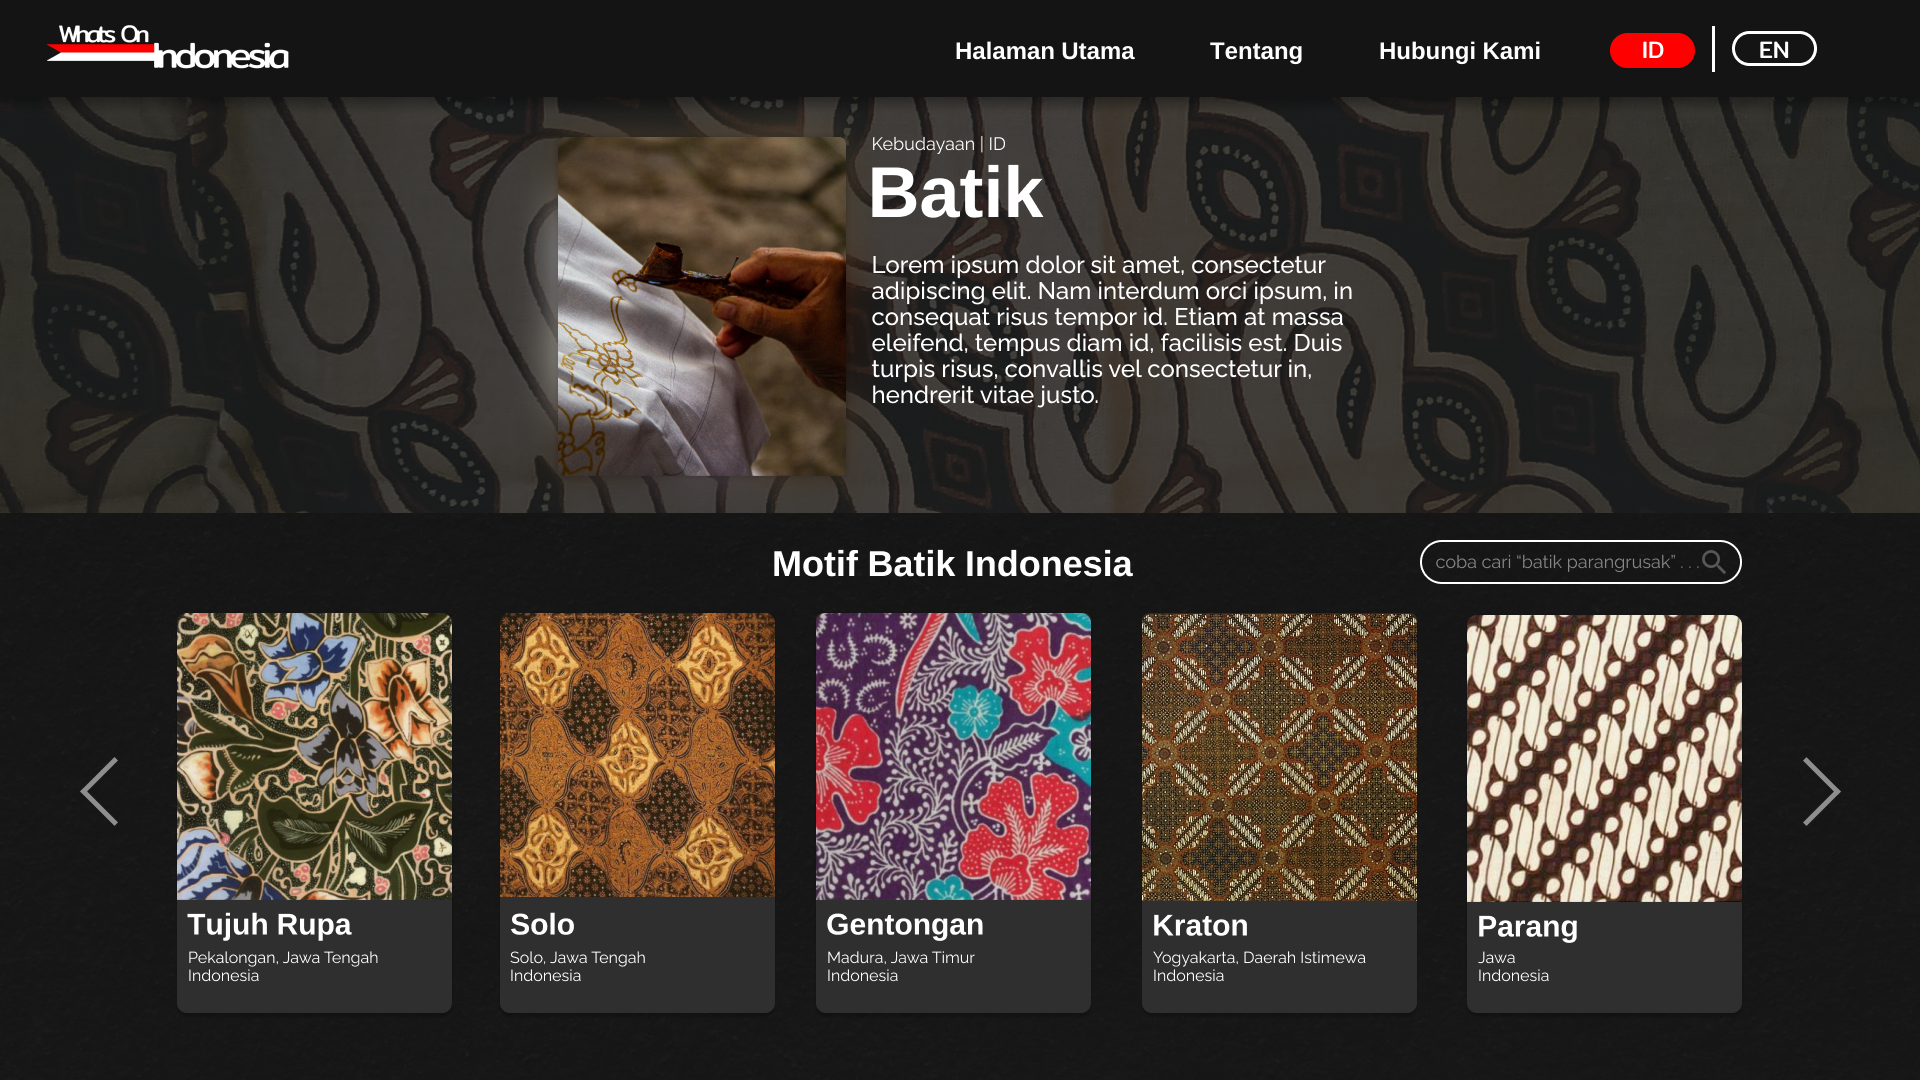 Whats On
Indonesia
Halaman Utama
Tentang
Hubungi Kami
ID
EN
Kebudayaan | ID
Batik
Lorem ipsum dolor sit amet, consectetur
adipiscing elit. Nam interdum orci ipsum, in
consequat risus tempor id. Etiam at massa
eleifend, tempus diam id, facilisis est. Duis
turpis risus, convallis vel consectetur in,
hendrerit vitae justo.
Motif Batik Indonesia
coba cari “batik parangrusak” . . .
Tujuh Rupa
Pekalongan, Jawa Tengah
Indonesia
Solo
Solo, Jawa Tengah
Indonesia
Gentongan
Madura, Jawa Timur
Indonesia
Kraton
Yogyakarta, Daerah Istimewa
Indonesia
Parang
Jawa
Indonesia